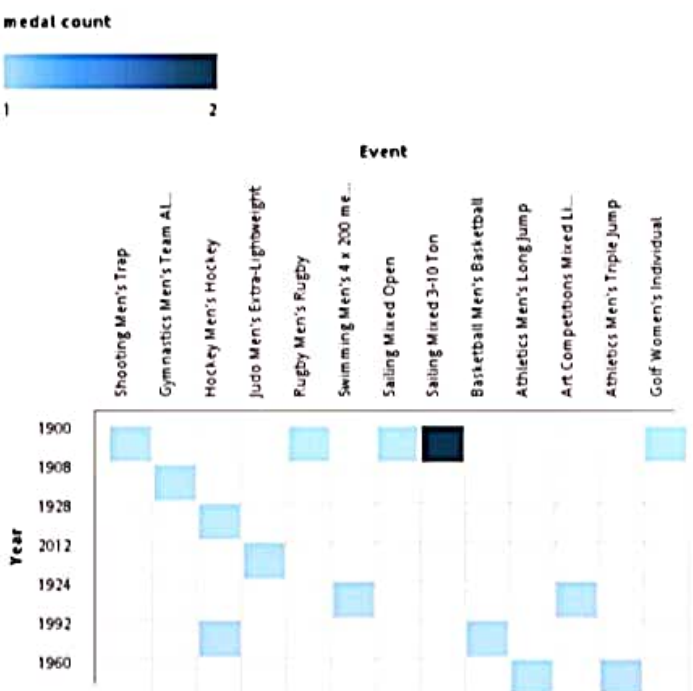 medal count
1 2
Event
Shooting Men's Trap
Gymnastics Men's Team Al...
Hockey Men's Hockey
Judo Men's Extra-Lightweight
Rugby Men's Rugby
Swimming Men's 4 x 200 me...
Sailing Mixed Open
Sailing Mixed 3-10 Ton
Basketball Men's Basketball
Athletics Men's Long Jump
Art Competitions Mixed Li...
Athletics Men's Triple Jump
Golf Women's Individual
Year
1900
1908
1928
2012
1924
1992
1960